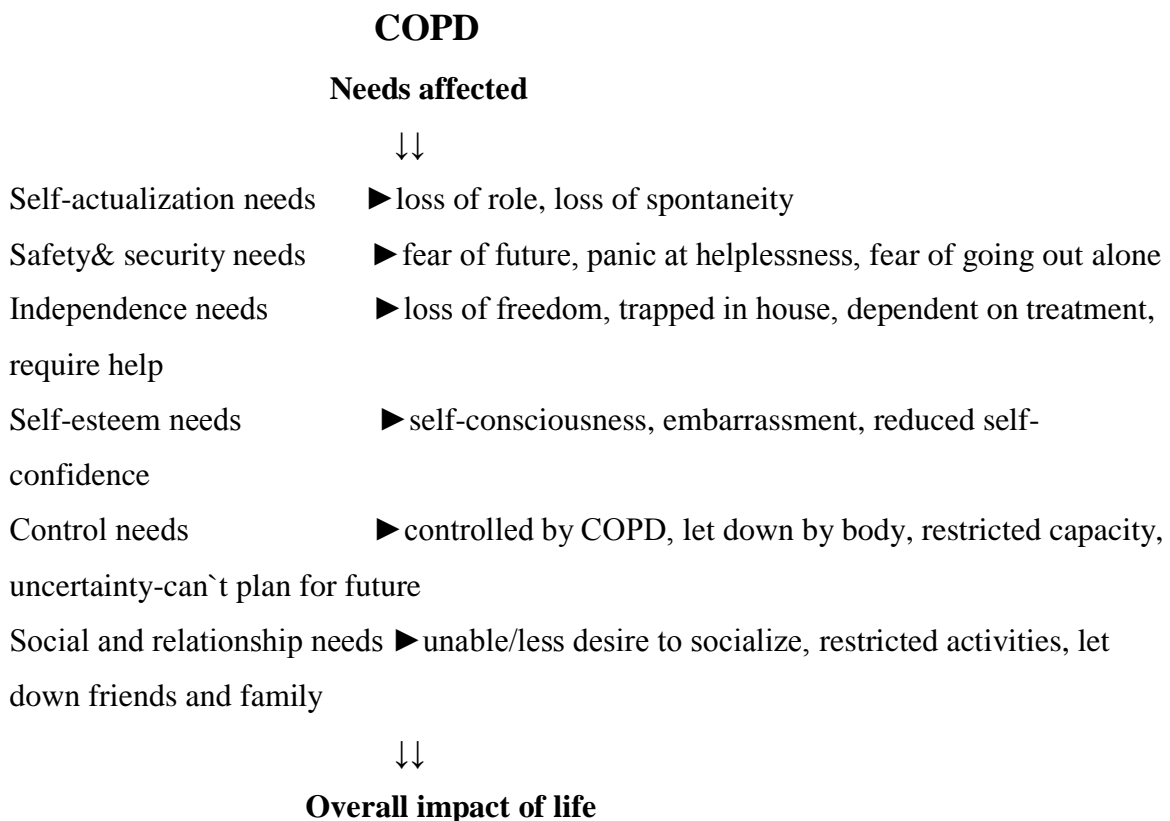 COPD
Needs affected
↓↓
Self-actualization needs ►loss of role, loss of spontaneity
Safety& security needs ►fear of future, panic at helplessness, fear of going out alone
Independence needs ►loss of freedom, trapped in house, dependent on treatment,
require help
Self-esteem needs ►self-consciousness, embarrassment, reduced self-
confidence
Control needs ►controlled by COPD, let down by body, restricted capacity,
uncertainty-can`t plan for future
Social and relationship needs ►unable/less desire to socialize, restricted activities, let
down friends and family
↓↓
Overall impact of life